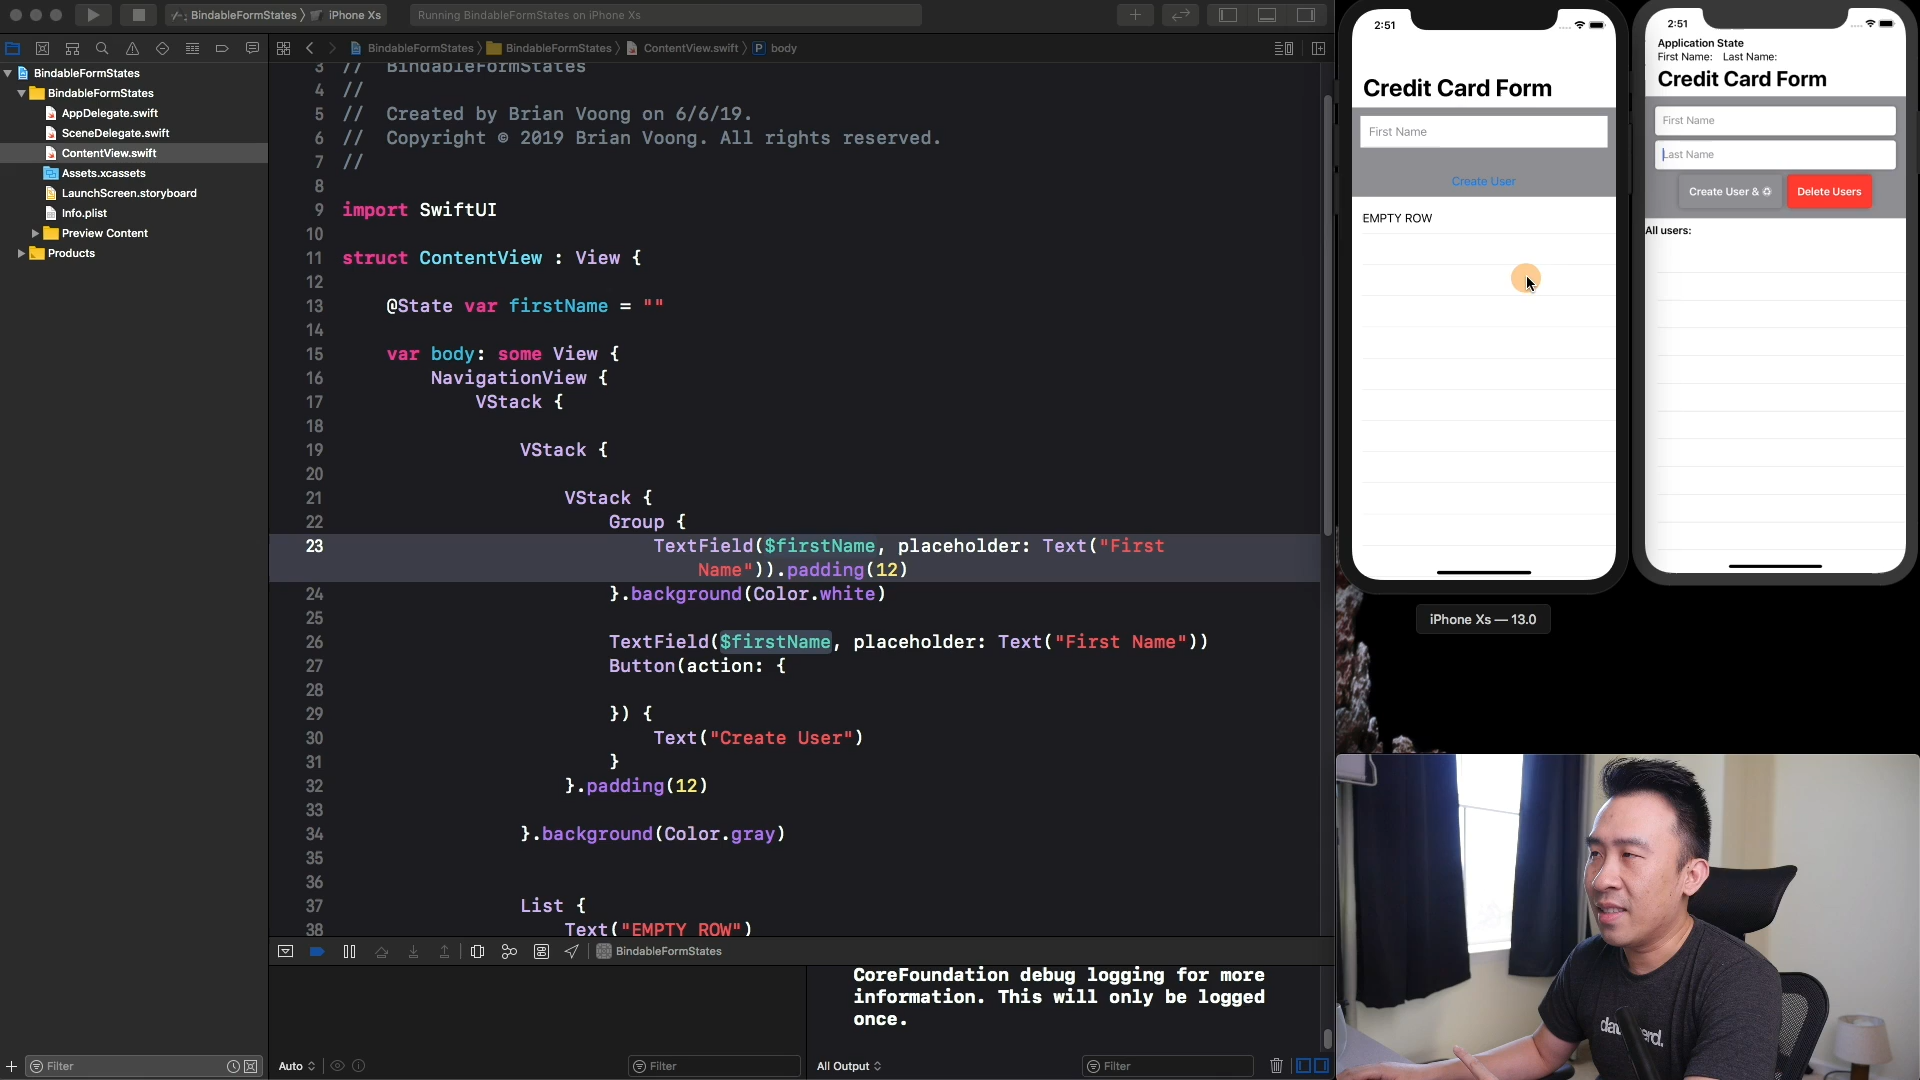 BindableFormStates 〉 iPhone Xs
Running BindableFormStates on iPhone Xs
BindableFormStates 〉 BindableFormStates 〉 ContentView.swift 〉 P body
BindableFormStates
BindableFormStates
AppDelegate.swift
SceneDelegate.swift
ContentView.swift
Assets.xcassets
LaunchScreen.storyboard
Info.plist
Preview Content
Products
Filter
3 // BindableFormStates
4 //
5 // Created by Brian Voong on 6/6/19.
6 // Copyright © 2019 Brian Voong. All rights reserved.
7 //
8
9 import SwiftUI
10
11 struct ContentView : View {
12
13 @State var firstName = ""
14
15 var body: some View {
16 NavigationView {
17 VStack {
18
19 VStack {
20
21 VStack {
22 Group {
23 TextField($firstName, placeholder: Text("First
Name")).padding(12)
24 }.background(Color.white)
25
26 TextField($firstName, placeholder: Text("First Name"))
27 Button(action: {
28
29 }) {
30 Text("Create User")
31 }
32 }.padding(12)
33
34 }.background(Color.gray)
35
36
37 List {
38 Text("EMPTY ROW")
BindableFormStates
CoreFoundation debug logging for more
information. This will only be logged
once.
Auto
Filter
All Output
Filter
2:51
Credit Card Form
First Name
Create User
EMPTY ROW
iPhone Xs — 13.0
2:51
Application State
First Name: Last Name:
Credit Card Form
First Name
Last Name
Create User & ♻
Delete Users
All users: